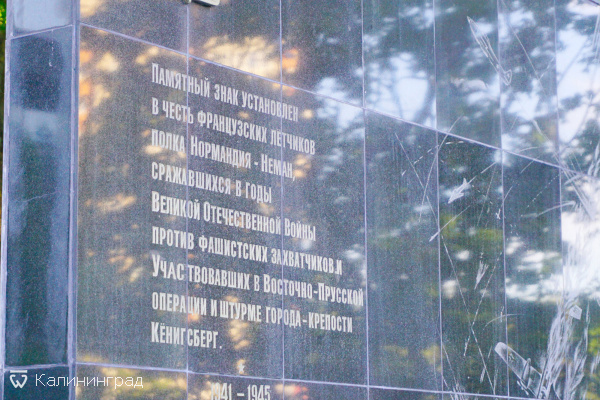 Памятный знак установлен
в честь французских летчиков
полка Нормандия - Неман,
сражавшихся в годы
Великой Отечественной Войны
против фашистских захватчиков.и
Участвовавших в Восточно-Прусской
операции и штурме города-крепости
Кёнигсберг.
1941 – 1945
Калининград